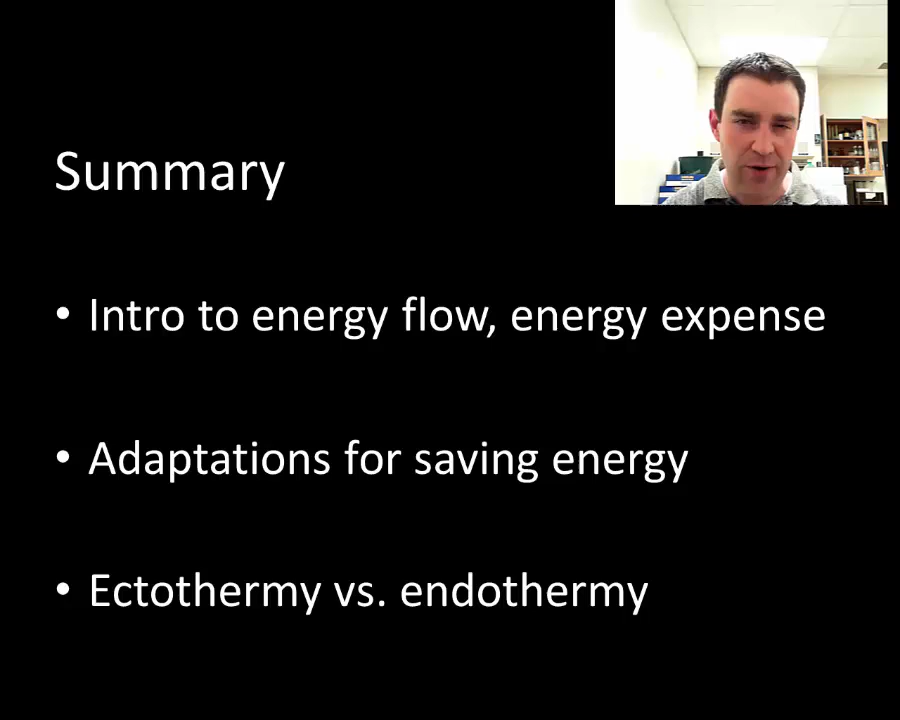 Summary
• Intro to energy flow, energy expense
• Adaptations for saving energy
• Ectothermy vs. endothermy